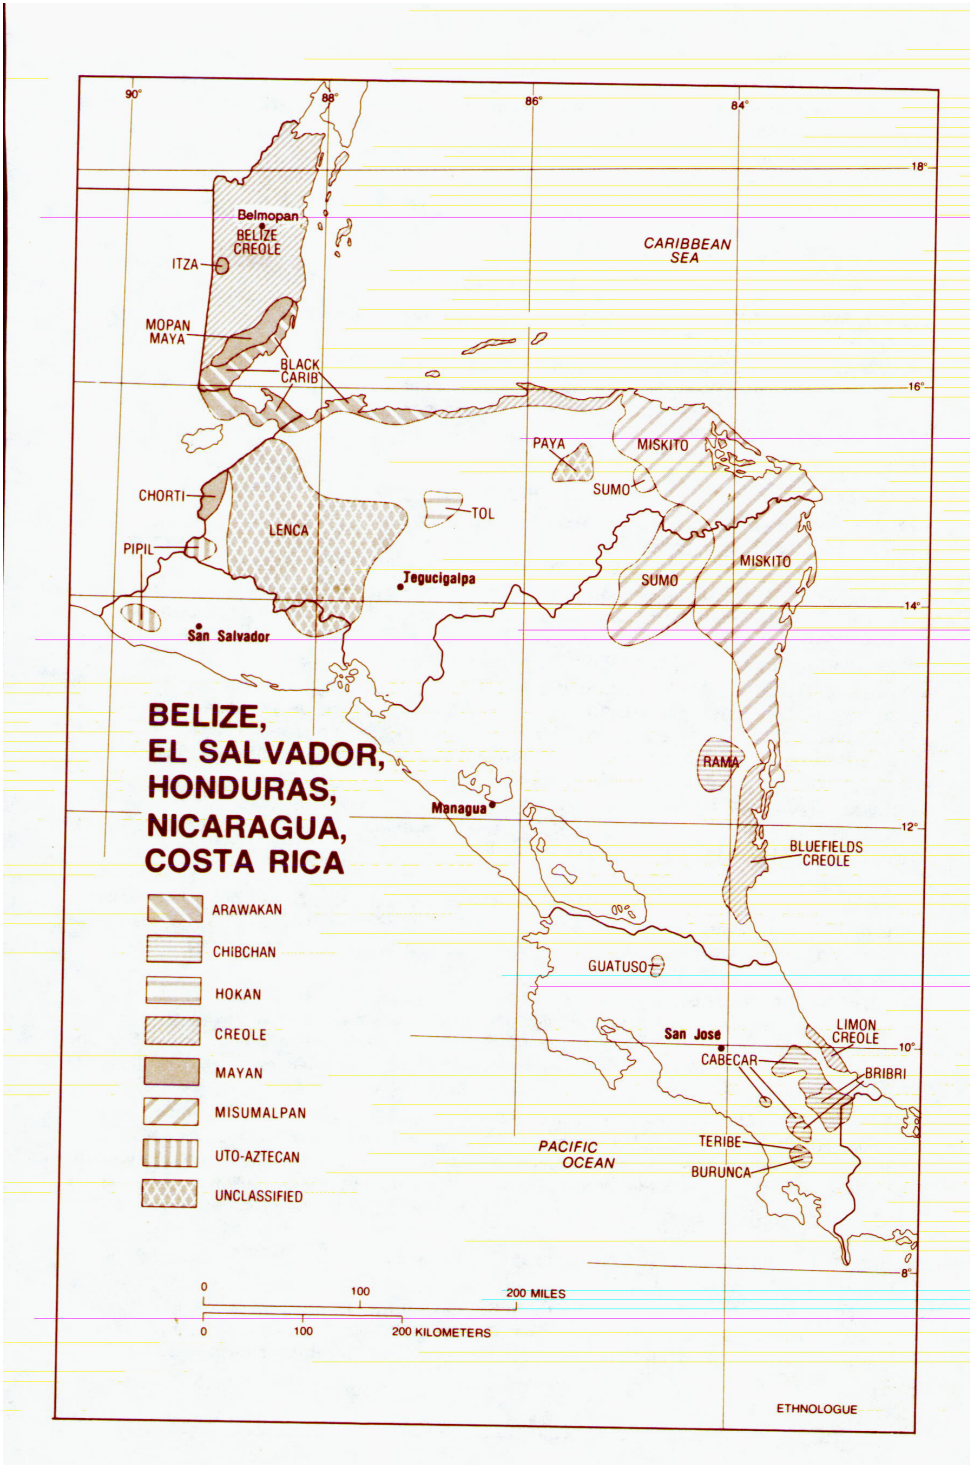 90°
88°
86°
84°
18°
Belmopan
BELIZE
CREOLE
CARIBBEAN
SEA
ITZA
MOPAN
MAYA
BLACK
CARIB
16°
PAYA
MISKITO
SUMO
CHORTI
TOL
LENCA
PIPIL
MISKITO
Tegucigalpa
SUMO
14°
San Salvador
BELIZE,
EL SALVADOR,
HONDURAS,
NICARAGUA,
COSTA RICA
RAMA
Managua
12°
BLUEFIELDS
CREOLE
ARAWAKAN
CHIBCHAN
HOKAN
CREOLE
MAYAN
MISUMALPAN
UTO-AZTECAN
UNCLASSIFIED
GUATUSO
San José
LIMON
CREOLE
10°
CABECAR
BRIBRI
TERIBE
BURUNCA
PACIFIC
OCEAN
8°
0
100
200 MILES
0
100
200 KILOMETERS
ETHNOLOGUE